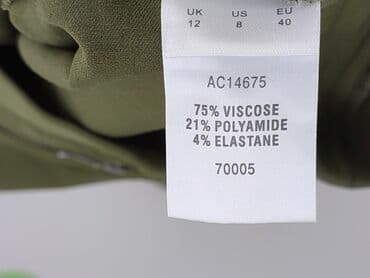 UK US EU
12 8 40
AC14675
75% VISCOSE
21% POLYAMIDE
4% ELASTANE
70005